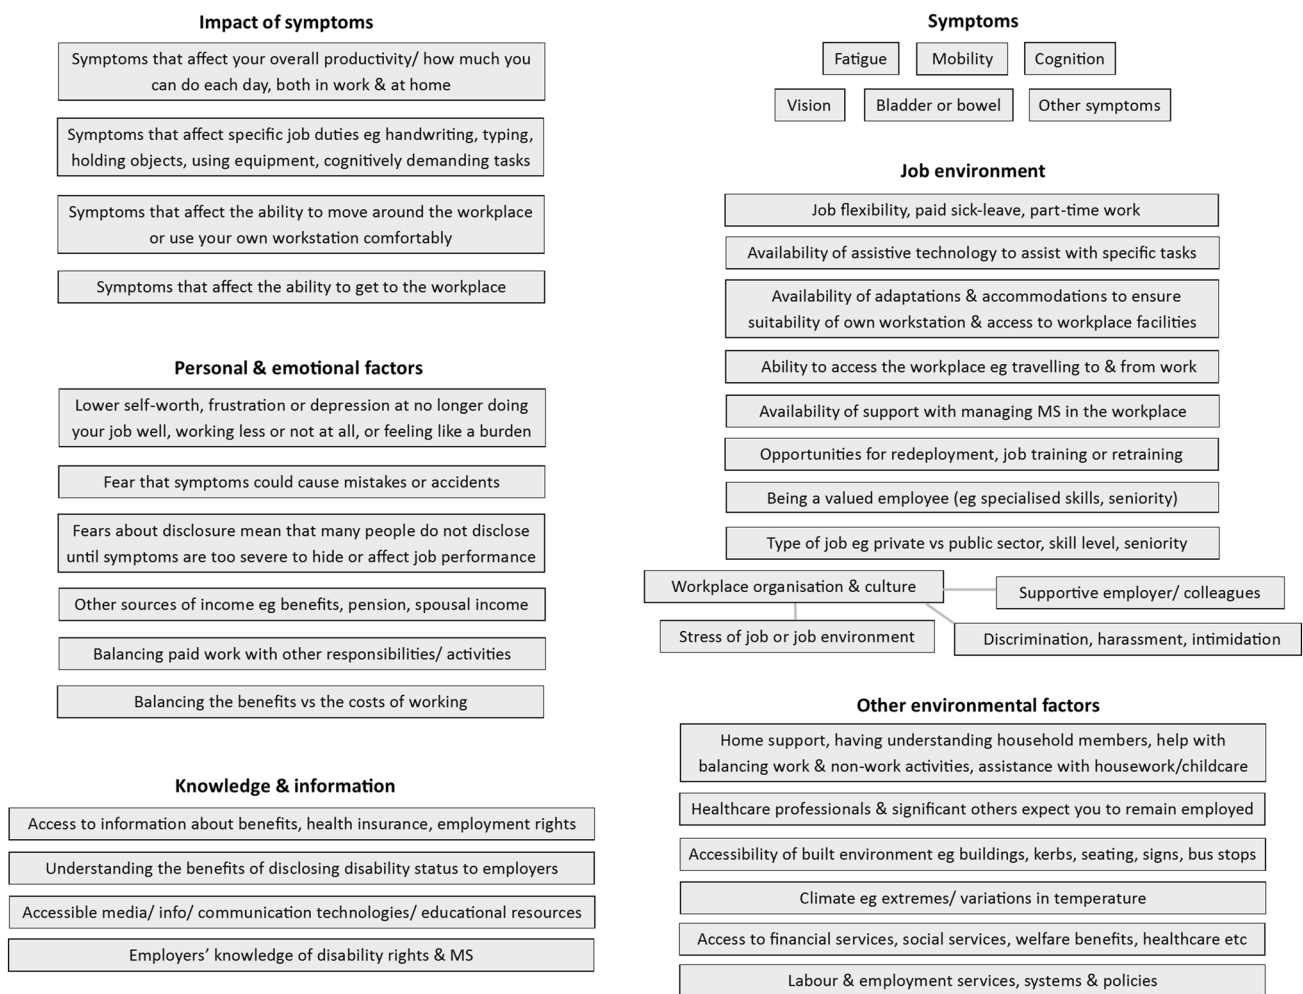 Impact of symptoms
Symptoms that affect your overall productivity/ how much you
can do each day, both in work & at home
Symptoms that affect specific job duties eg handwriting, typing,
holding objects, using equipment, cognitively demanding tasks
Symptoms that affect the ability to move around the workplace
or use your own workstation comfortably
Symptoms that affect the ability to get to the workplace
Personal & emotional factors
Lower self-worth, frustration or depression at no longer doing
your job well, working less or not at all, or feeling like a burden
Fear that symptoms could cause mistakes or accidents
Fears about disclosure mean that many people do not disclose
until symptoms are too severe to hide or affect job performance
Other sources of income eg benefits, pension, spousal income
Balancing paid work with other responsibilities/ activities
Balancing the benefits vs the costs of working
Knowledge & information
Access to information about benefits, health insurance, employment rights
Understanding the benefits of disclosing disability status to employers
Accessible media/ info/ communication technologies/ educational resources
Employers’ knowledge of disability rights & MS
Symptoms
Fatigue
Mobility
Cognition
Vision
Bladder or bowel
Other symptoms
Job environment
Job flexibility, paid sick-leave, part-time work
Availability of assistive technology to assist with specific tasks
Availability of adaptations & accommodations to ensure
suitability of own workstation & access to workplace facilities
Ability to access the workplace eg travelling to & from work
Availability of support with managing MS in the workplace
Opportunities for redeployment, job training or retraining
Being a valued employee (eg specialised skills, seniority)
Type of job eg private vs public sector, skill level, seniority
Workplace organisation & culture
Supportive employer/ colleagues
Stress of job or job environment
Discrimination, harassment, intimidation
Other environmental factors
Home support, having understanding household members, help with
balancing work & non-work activities, assistance with housework/childcare
Healthcare professionals & significant others expect you to remain employed
Accessibility of built environment eg buildings, kerbs, seating, signs, bus stops
Climate eg extremes/ variations in temperature
Access to financial services, social services, welfare benefits, healthcare etc
Labour & employment services, systems & policies